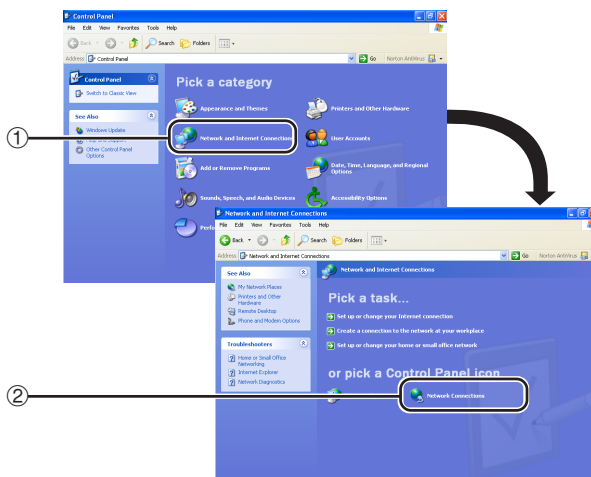 Control Panel
File Edit View Favorites Tools Help
Back Search Folders
Address Control Panel Go Norton AntiVirus
Control Panel
Switch to Classic View
See Also
Windows Update
Help and Support
Other Control Panel
Options
Pick a category
Appearance and Themes
Printers and Other Hardware
Network and Internet Connections
User Accounts
Add or Remove Programs
Date, Time, Language, and Regional
Options
Sounds, Speech, and Audio Devices
Accessibility Options
Perfo
①
Network and Internet Connections
File Edit View Favorites Tools Help
Back Search Folders
Address Network and Internet Connections Go Norton AntiVirus
See Also
My Network Places
Printers and Other
Hardware
Remote Desktop
Phone and Modem Options
Troubleshooters
Home or Small Office
Networking
Internet Explorer
Network Diagnostics
Network and Internet Connections
Pick a task...
Set up or change your Internet connection
Create a connection to the network at your workplace
Set up or change your home or small office network
or pick a Control Panel icon
Network Connections
②